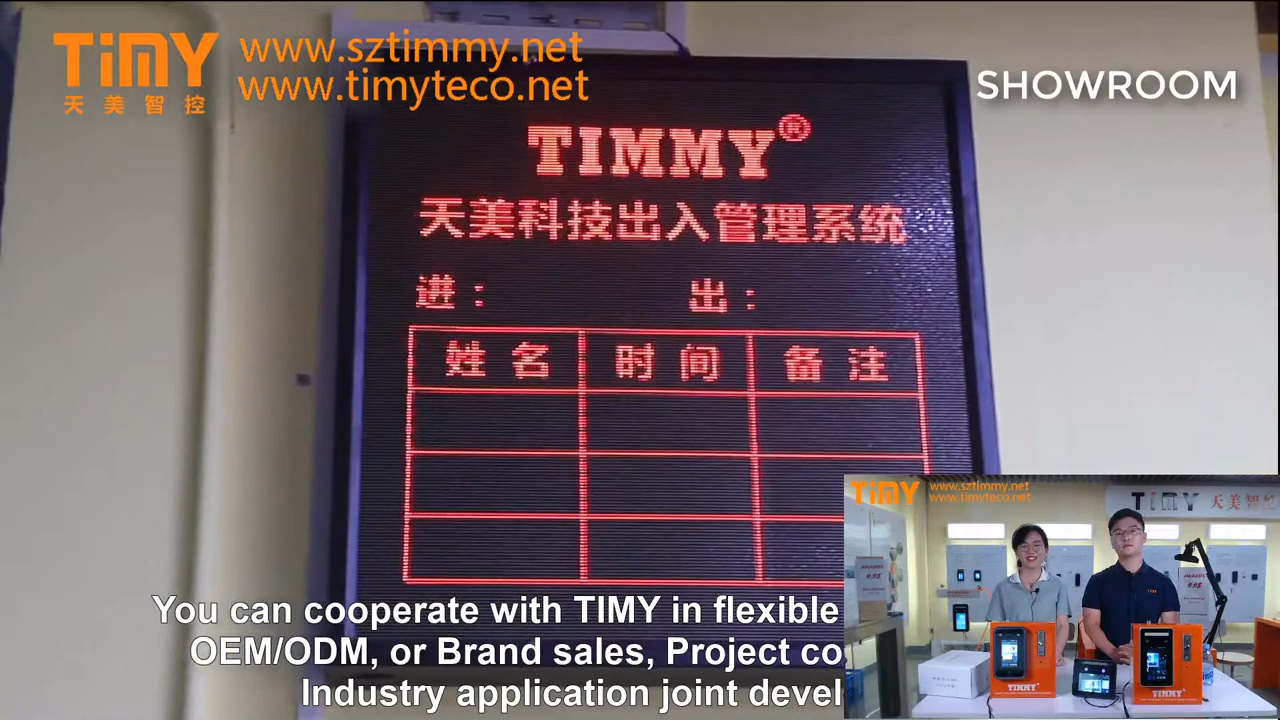 TIMY
天美智控
www.sztimmy.net
www.timyteco.net
SHOWROOM
TIMMY®
天美科技出入管理系统
进： 出：
姓名 时间 备注
You can cooperate with TIMY in flexible
OEM/ODM, or Brand sales, Project co
Industry application joint devel
TIMY
www.sztimmy.net
www.timyteco.net
TIMY 天美智
TIMMY
TIMMY